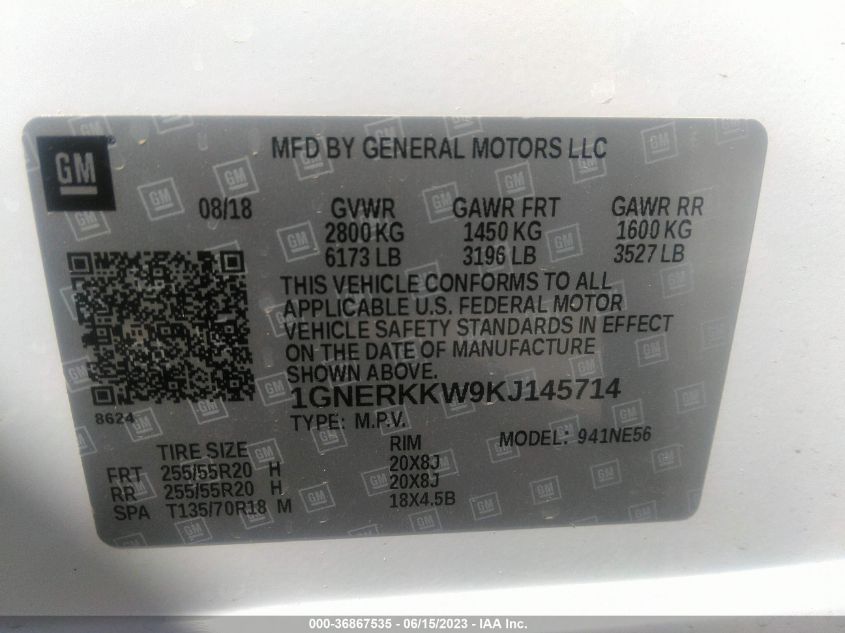 GM
MFD BY GENERAL MOTORS LLC
08/18 GVWR GAWR FRT GAWR RR
2800 KG 1450 KG 1600 KG
6173 LB 3196 LB 3527 LB
THIS VEHICLE CONFORMS TO ALL
APPLICABLE U.S. FEDERAL MOTOR
VEHICLE SAFETY STANDARDS IN EFFECT
ON THE DATE OF MANUFACTURE
SHOWN ABOVE.
1GNERKKW9KJ145714
8624 TYPE: M.P.V. MODEL: 941NE56
TIRE SIZE RIM
FRT 255/55R20 H 20X8J
RR 255/55R20 H 20X8J
SPA T135/70R18 M 18X4.5B
000-36867535 - 06/15/2023 - IAA Inc.